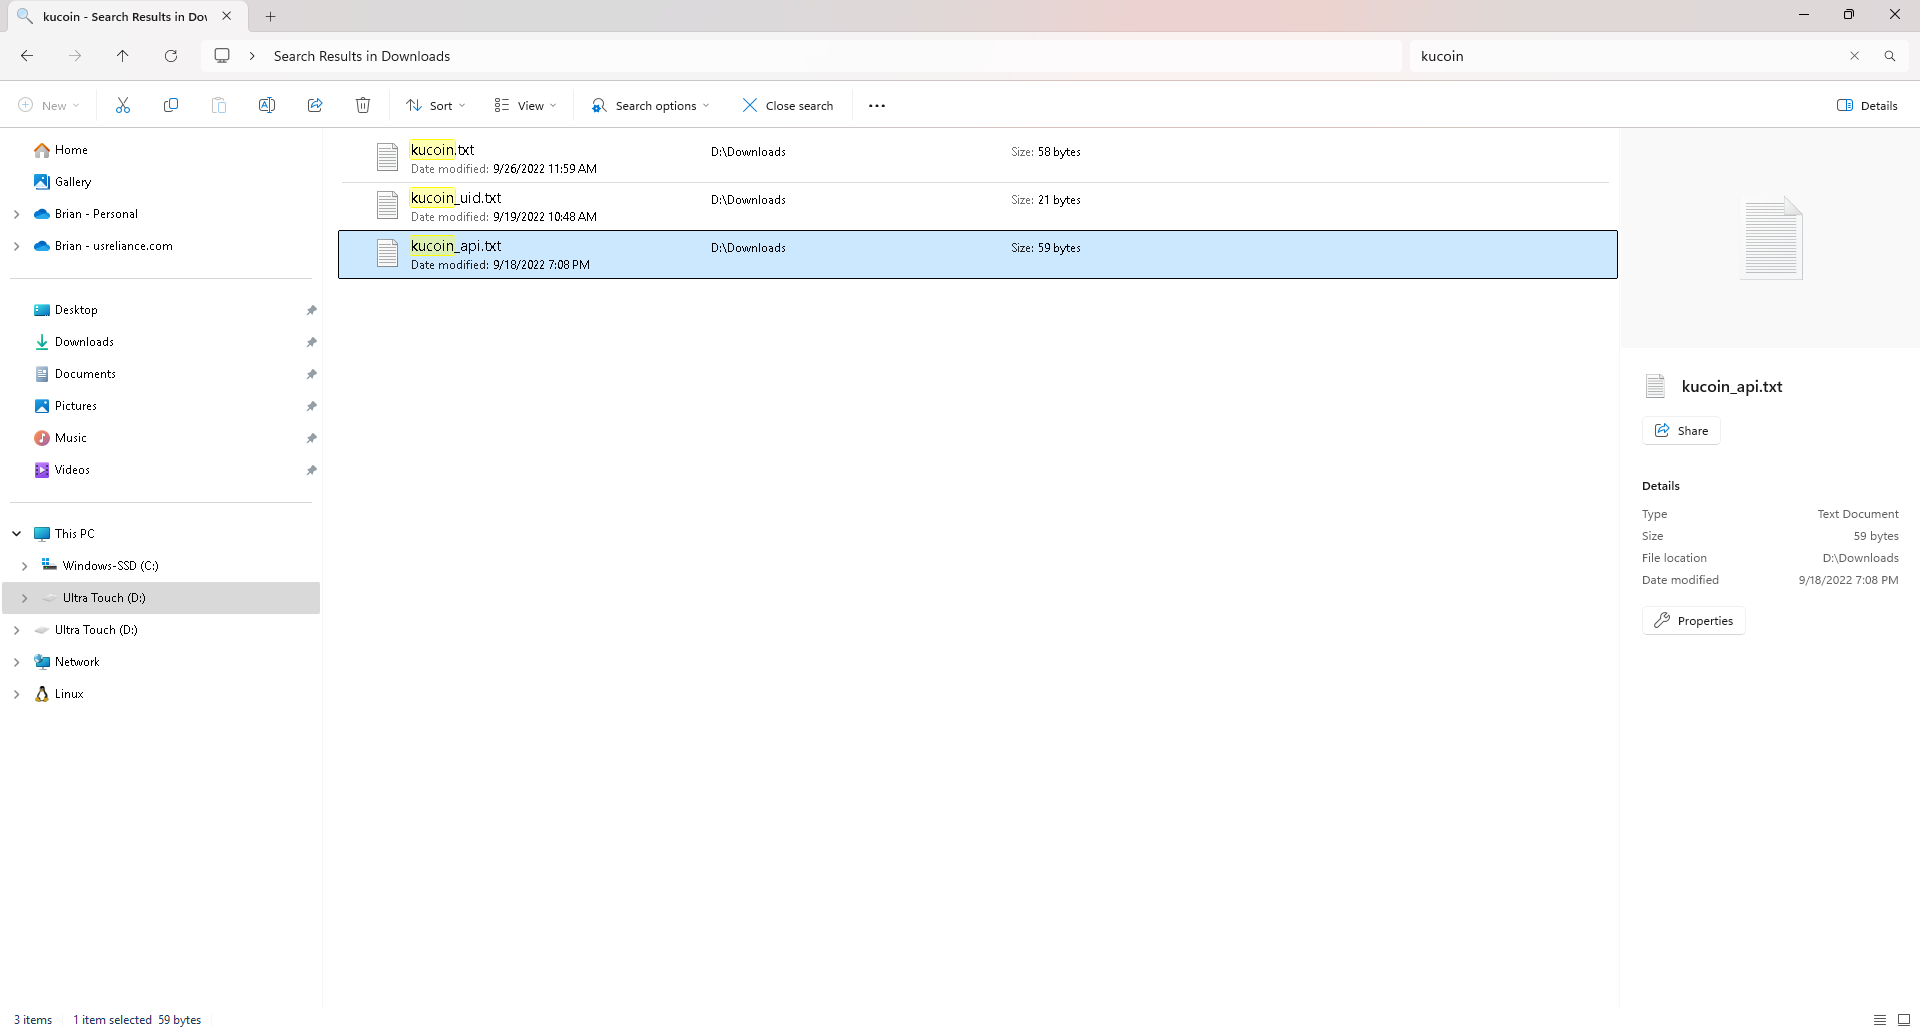 kucoin - Search Results in Dov
Search Results in Downloads
kucoin
New
Sort
View
Search options
Close search
Details
Home
Gallery
Brian - Personal
Brian - usreliance.com
Desktop
Downloads
Documents
Pictures
Music
Videos
This PC
Windows-SSD (C:)
Ultra Touch (D:)
Ultra Touch (D:)
Network
Linux
kucoin.txt
Date modified: 9/26/2022 11:59 AM
D:\Downloads
Size: 58 bytes
kucoin_uid.txt
Date modified: 9/19/2022 10:48 AM
D:\Downloads
Size: 21 bytes
kucoin_api.txt
Date modified: 9/18/2022 7:08 PM
D:\Downloads
Size: 59 bytes
kucoin_api.txt
Share
Details
Type Text Document
Size 59 bytes
File location D:\Downloads
Date modified 9/18/2022 7:08 PM
Properties
3 items 1 item selected 59 bytes